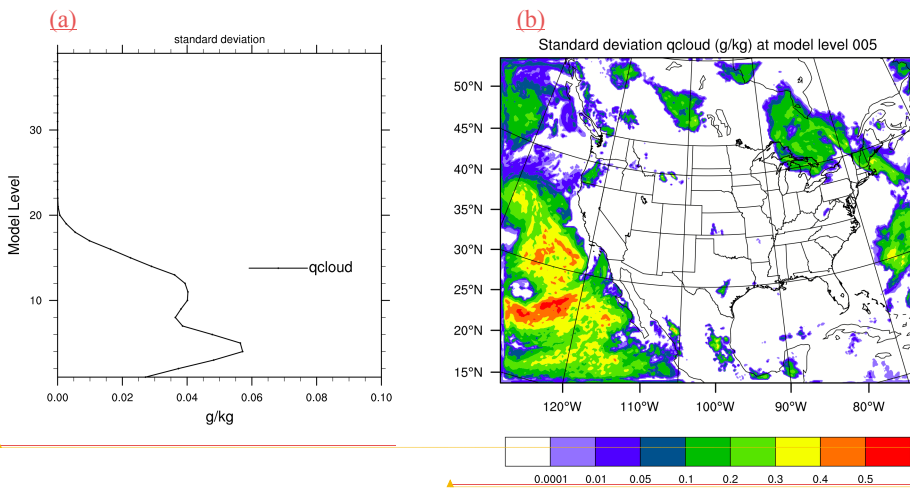 (a)
standard deviation
Model Level
30
20
10
qcloud
0.00 0.02 0.04 0.06 0.08 0.10
g/kg
(b)
Standard deviation qcloud (g/kg) at model level 005
50°N
45°N
40°N
35°N
30°N
25°N
20°N
15°N
120°W 110°W 100°W 90°W 80°W
0.0001 0.01 0.05 0.1 0.2 0.3 0.4 0.5